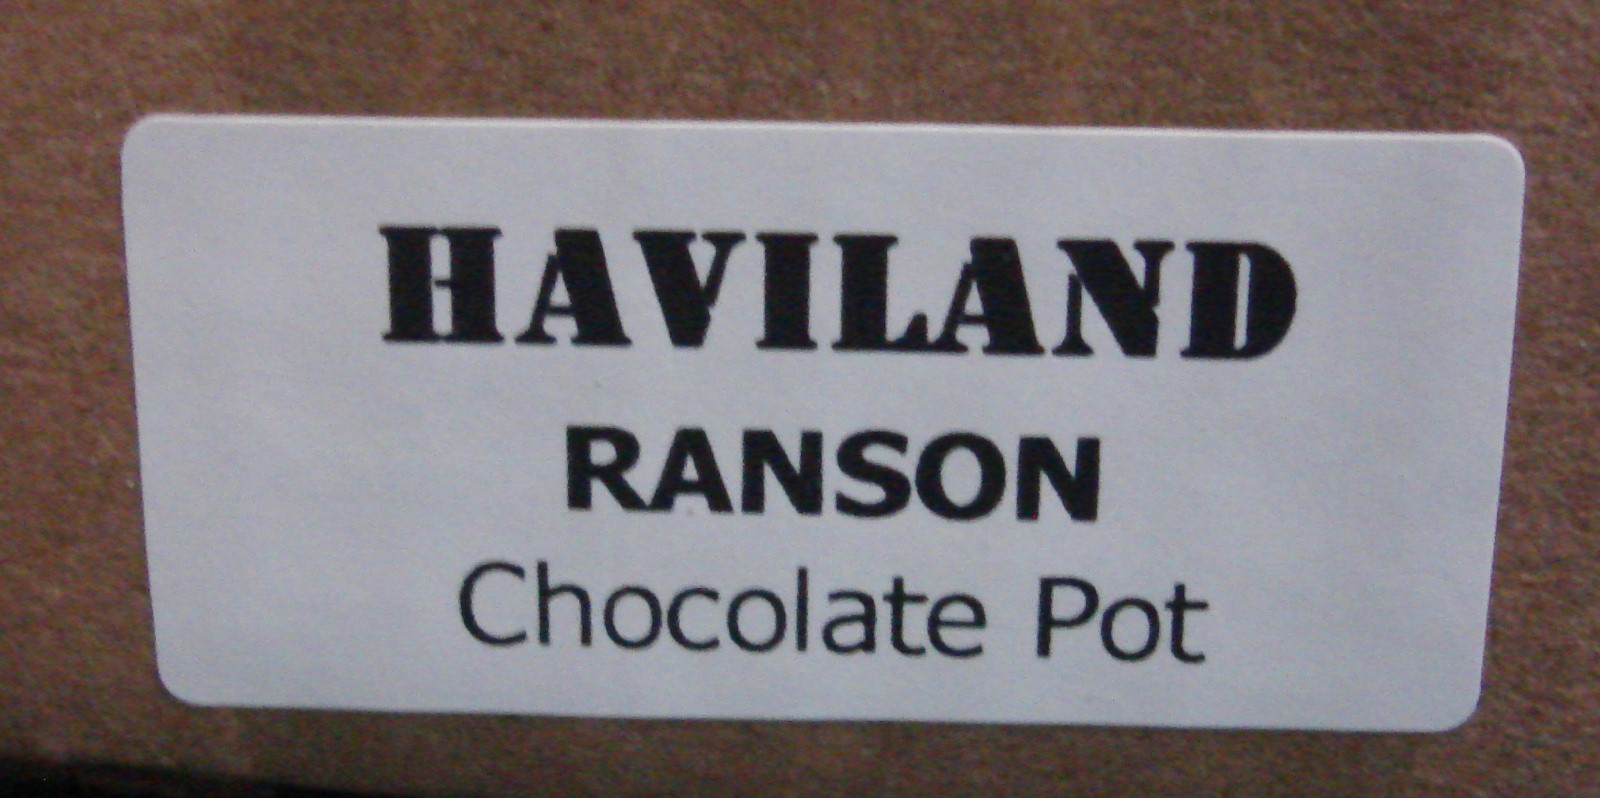 HAVILAND
RANSON
Chocolate Pot